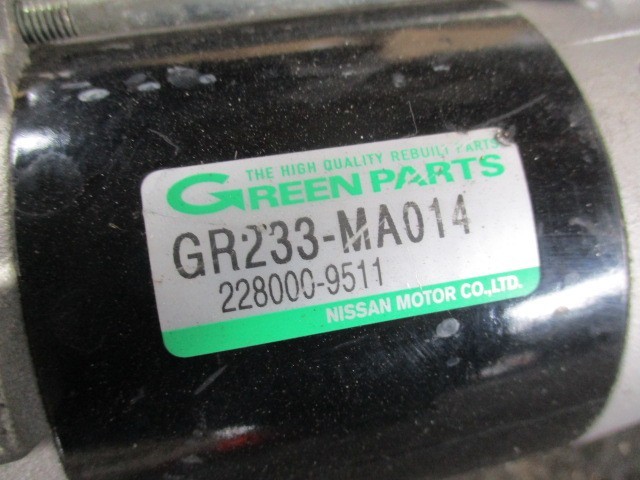 THE HIGH QUALITY REBUILT PARTS
GREEN PARTS
GR233-MA014
228000-9511
NISSAN MOTOR CO.,LTD.